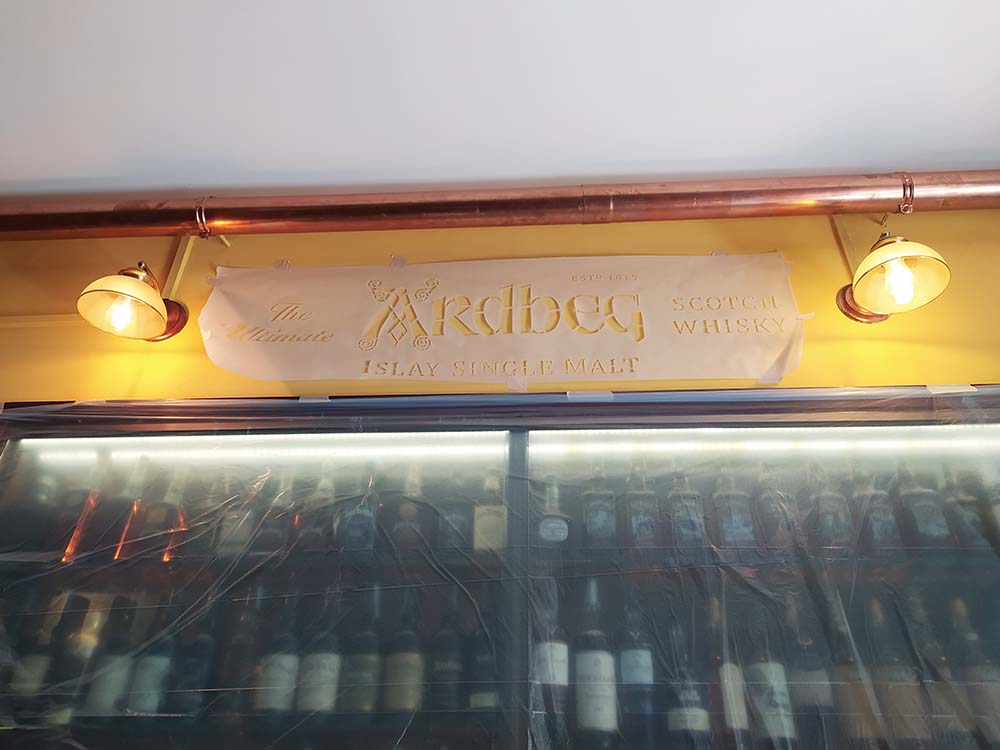 The
Ultimate
ESTD 1815
Ardbeg
ISLAY SINGLE MALT
SCOTCH
WHISKY